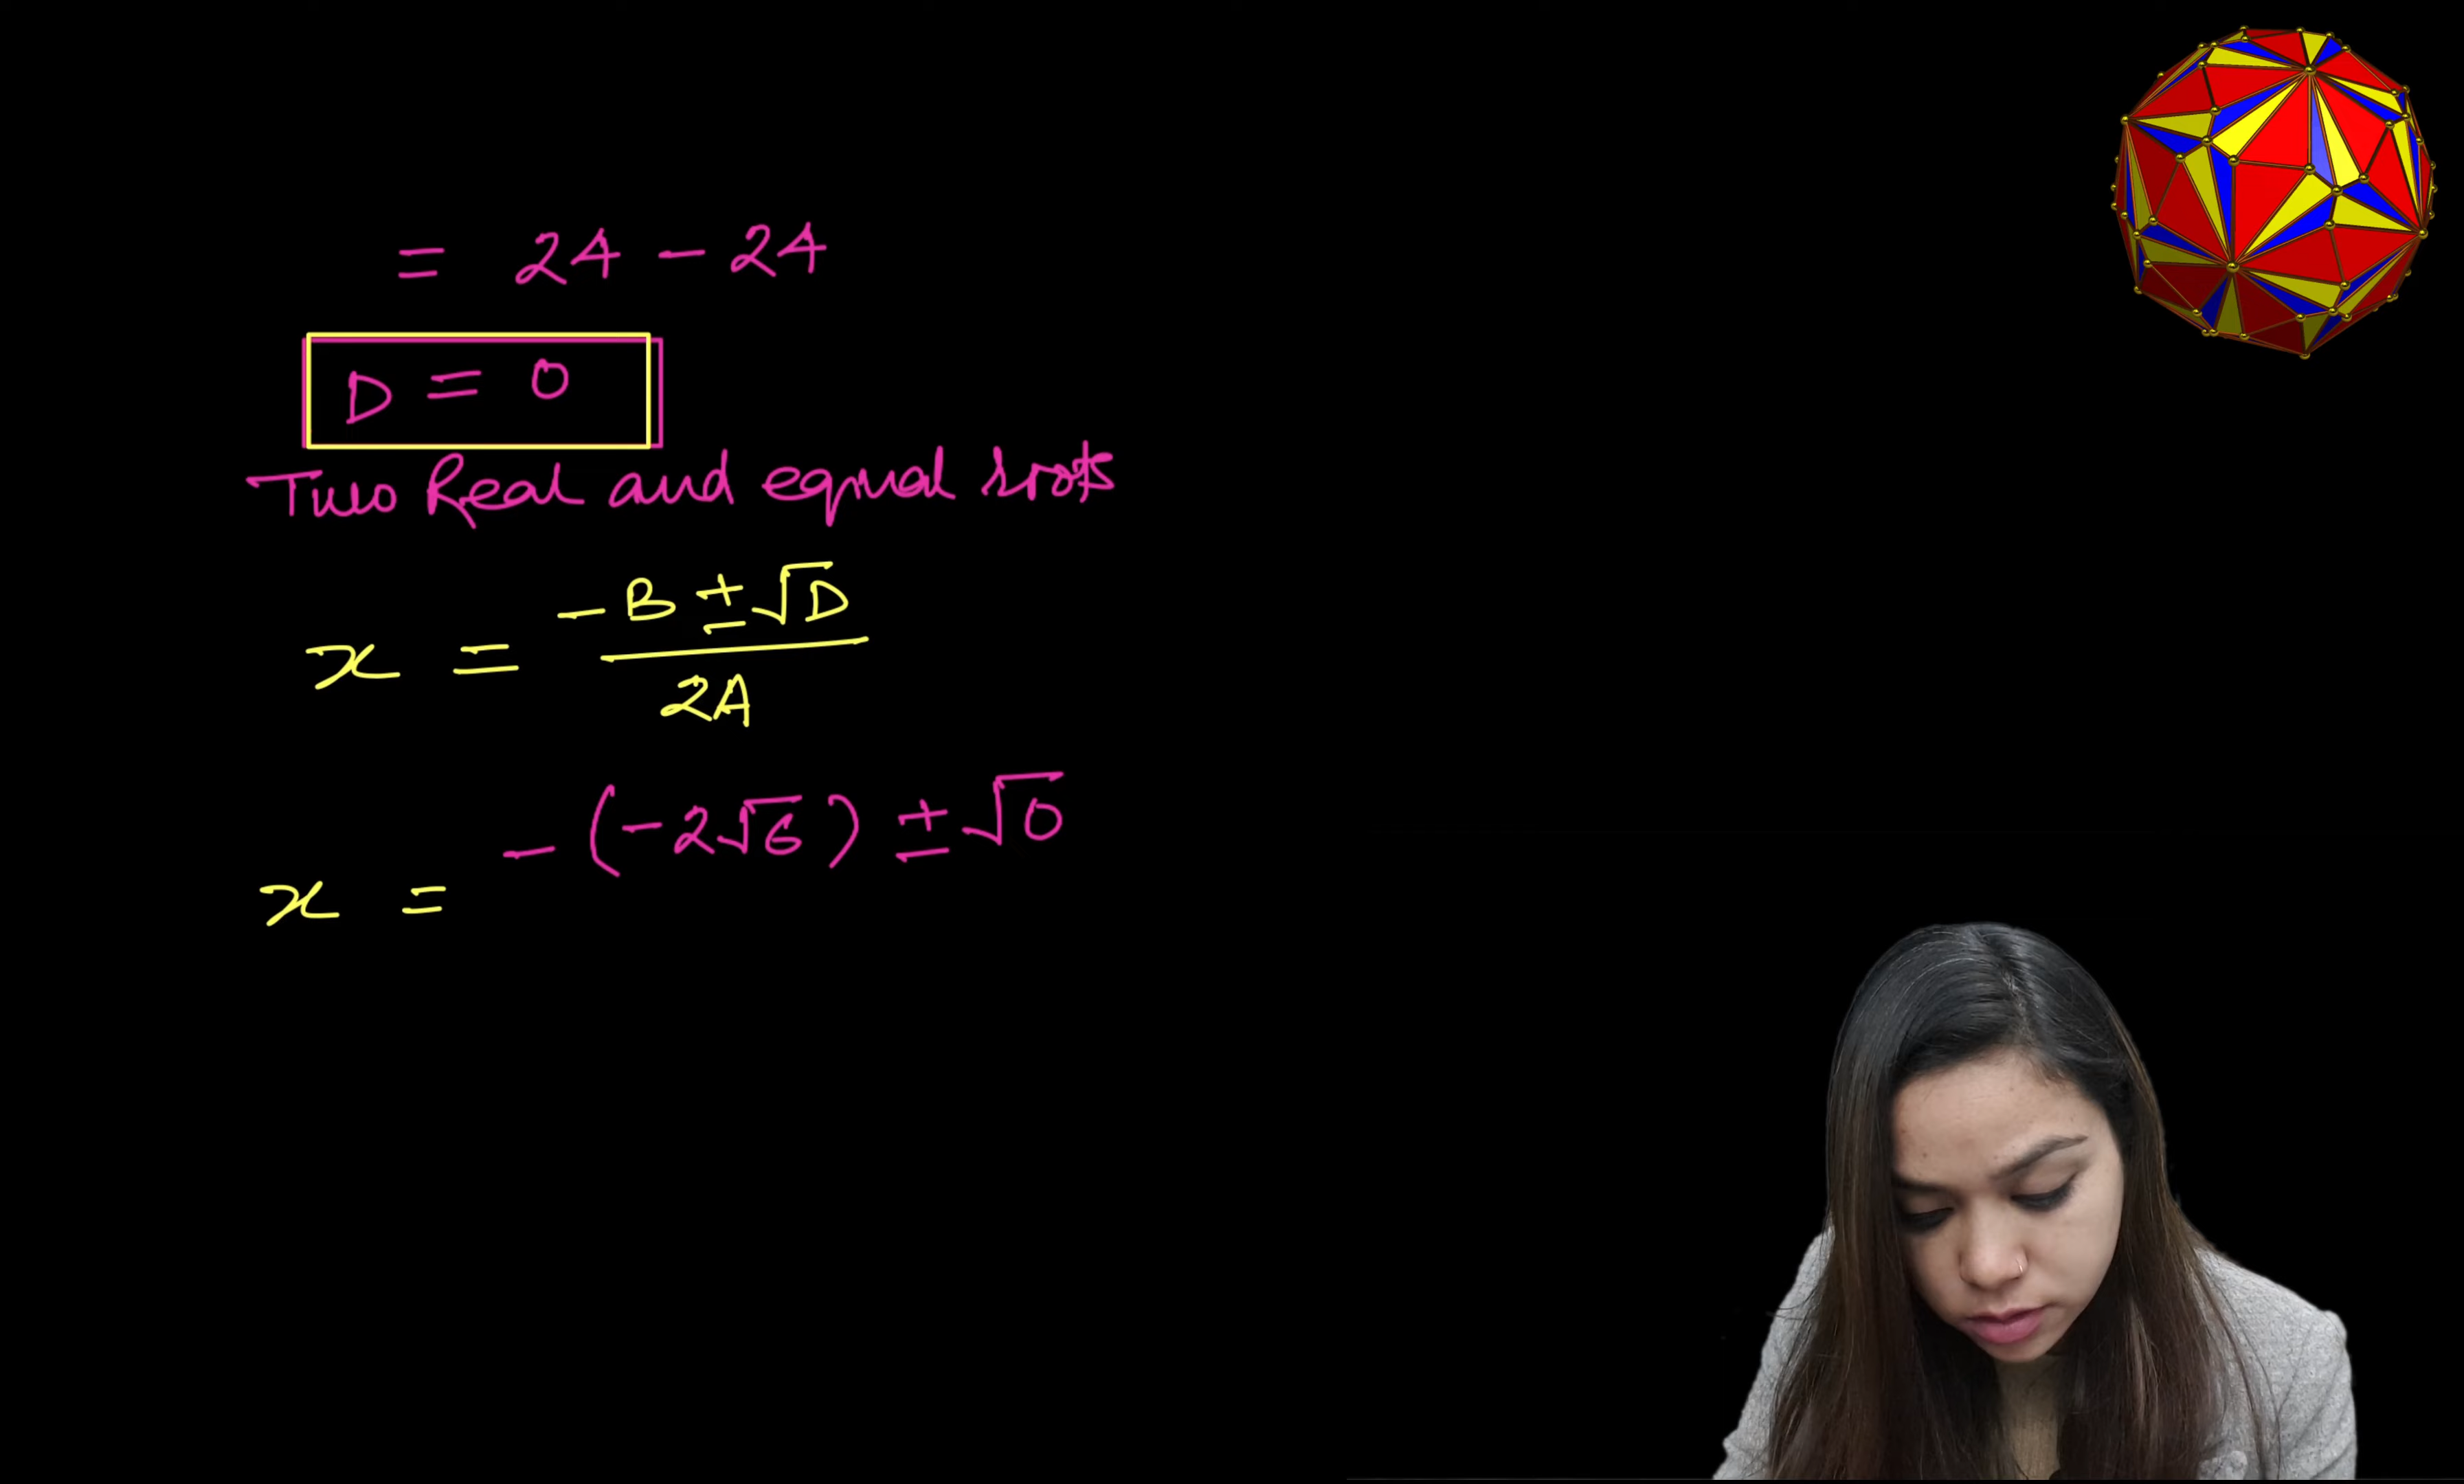 = 24 - 24
D = 0
Two Real and equal roots
x = -B ± √D / 2A
x = -(-2√6) ± √0